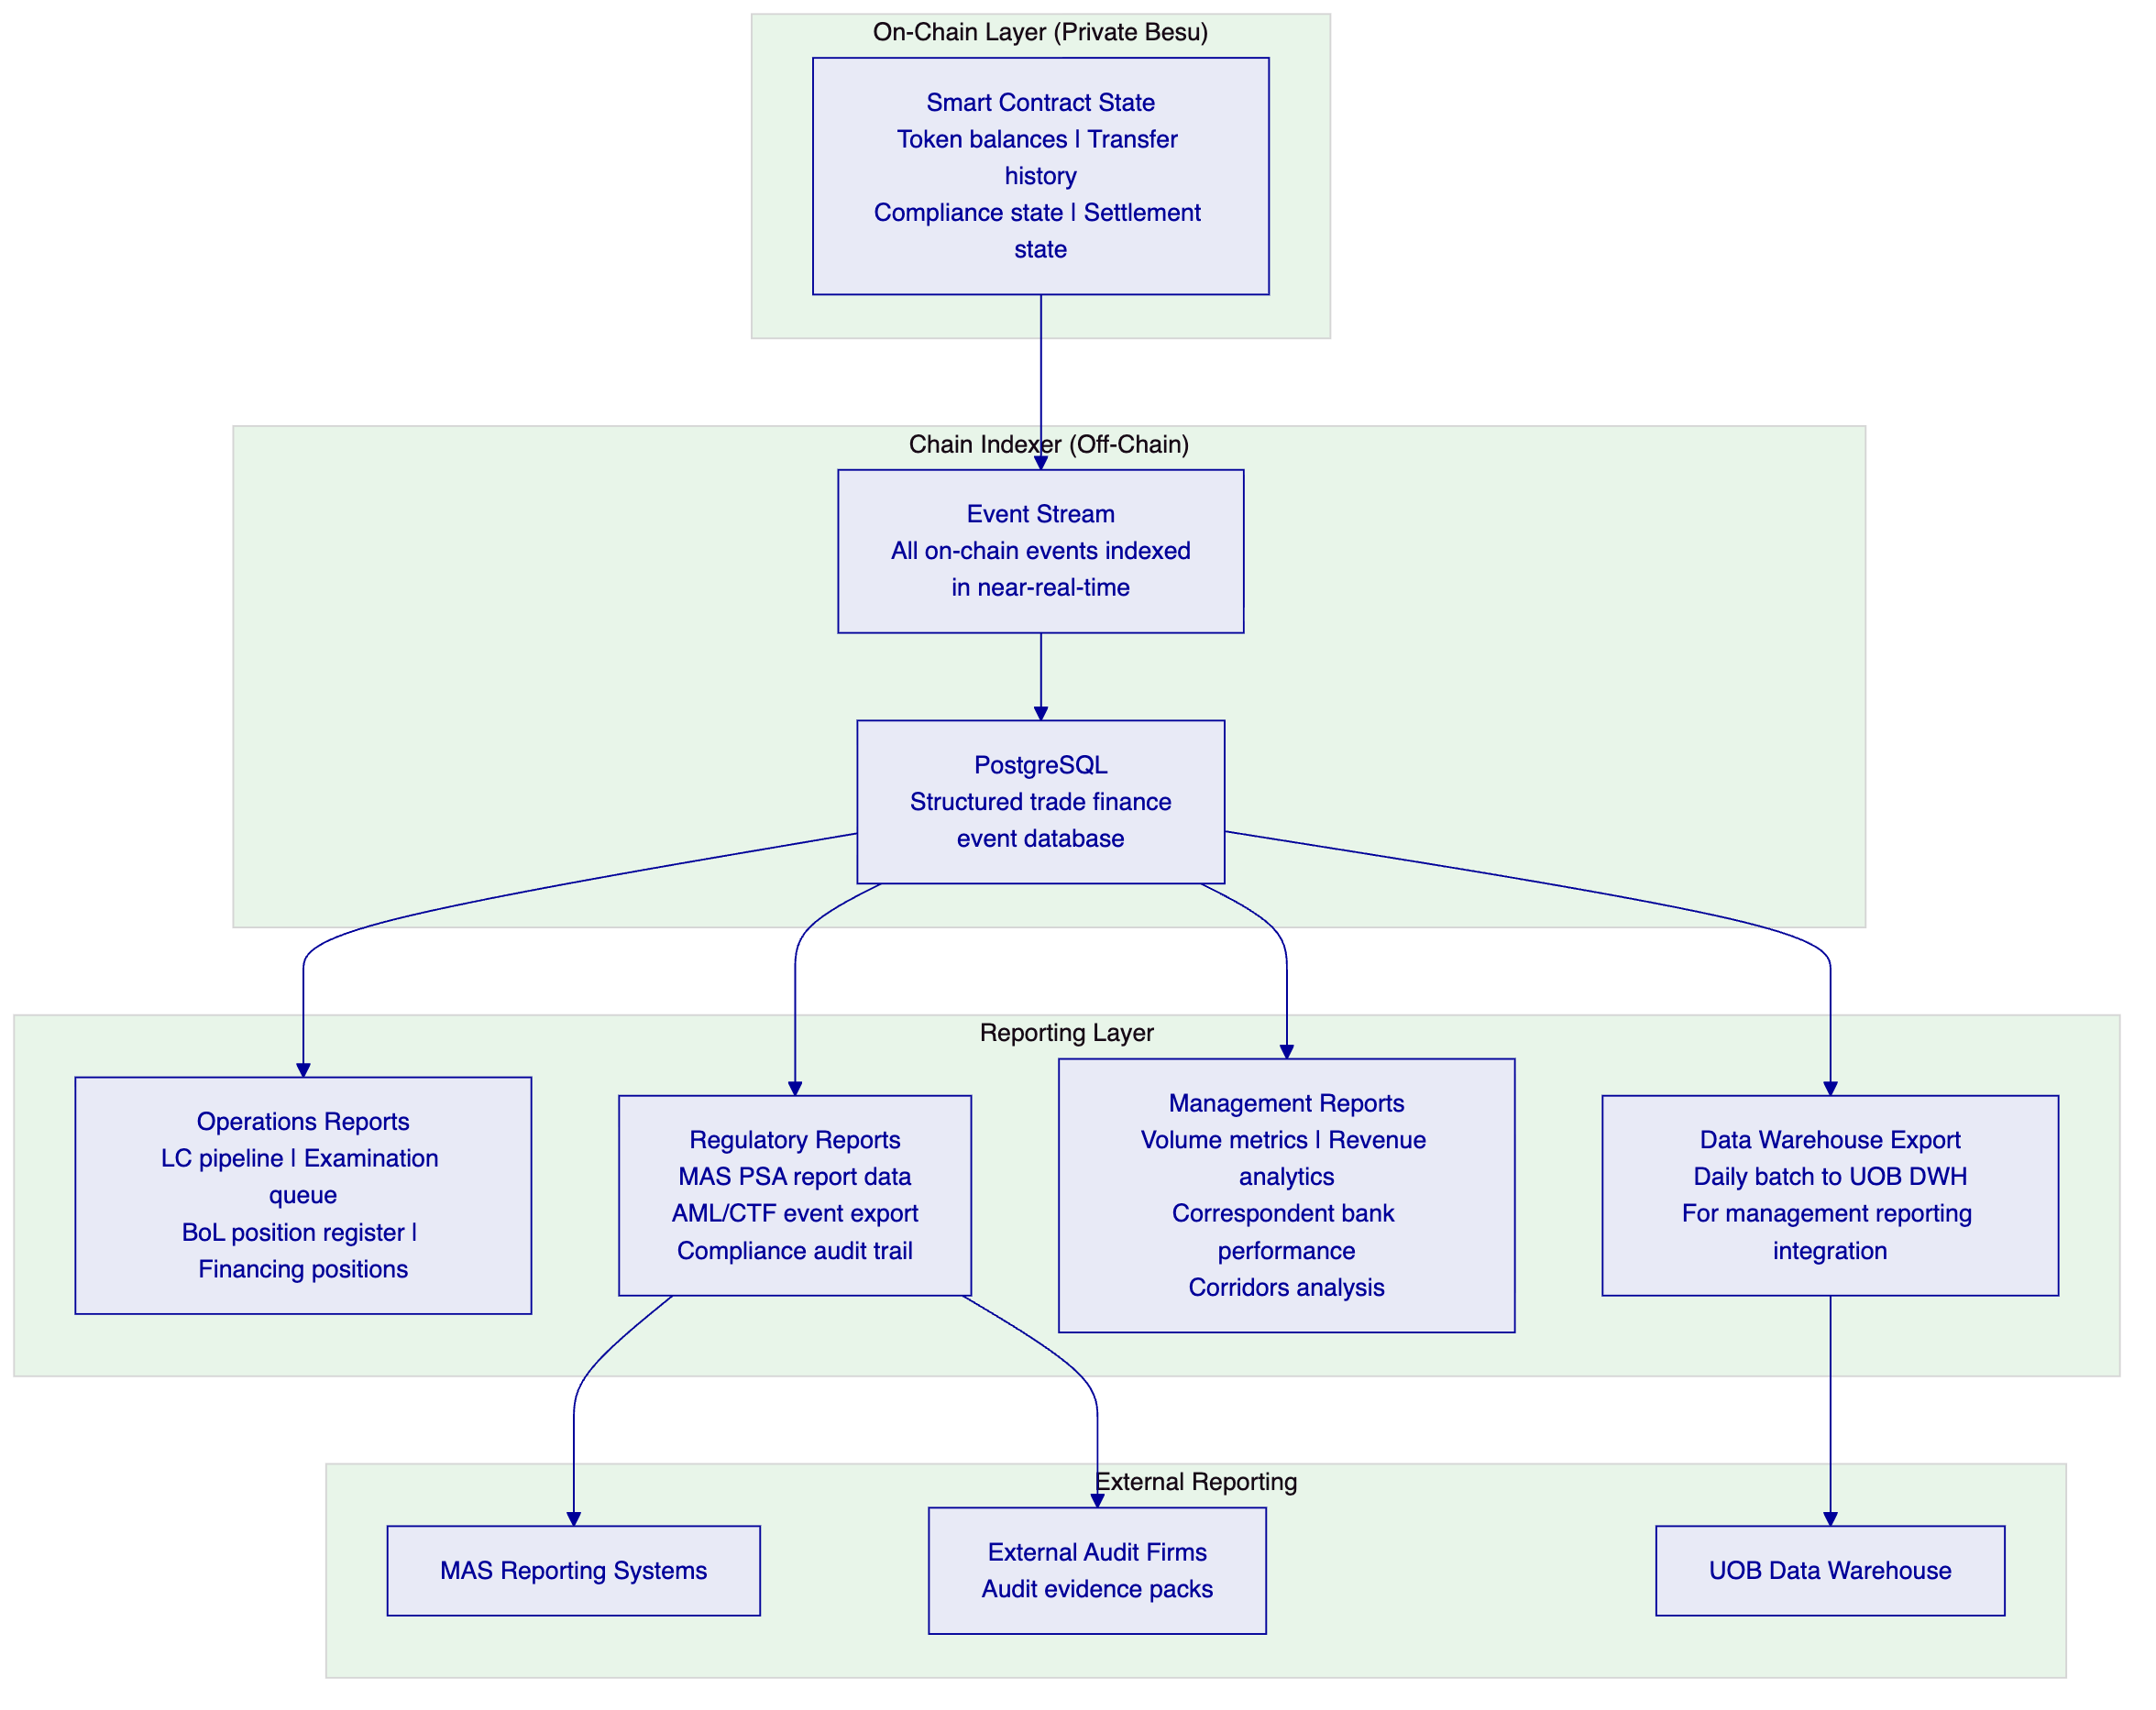 On-Chain Layer (Private Besu)
Smart Contract State
Token balances | Transfer
history
Compliance state | Settlement
state
Chain Indexer (Off-Chain)
Event Stream
All on-chain events indexed
in near-real-time
PostgreSQL
Structured trade finance
event database
Reporting Layer
Operations Reports
LC pipeline | Examination
queue
BoL position register |
Financing positions
Regulatory Reports
MAS PSA report data
AML/CTF event export
Compliance audit trail
Management Reports
Volume metrics | Revenue
analytics
Correspondent bank
performance
Corridors analysis
Data Warehouse Export
Daily batch to UOB DWH
For management reporting
integration
External Reporting
MAS Reporting Systems
External Audit Firms
Audit evidence packs
UOB Data Warehouse